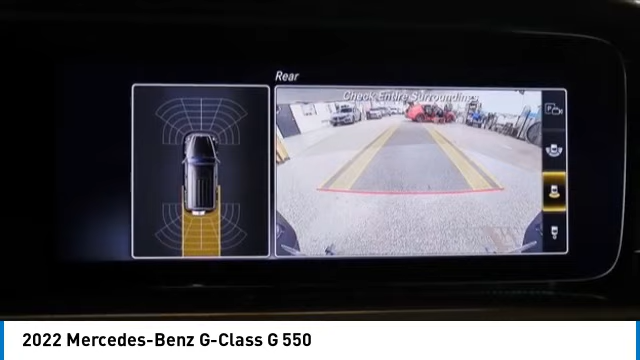 Rear
Check Entire Surroundings
2022 Mercedes-Benz G-Class G 550